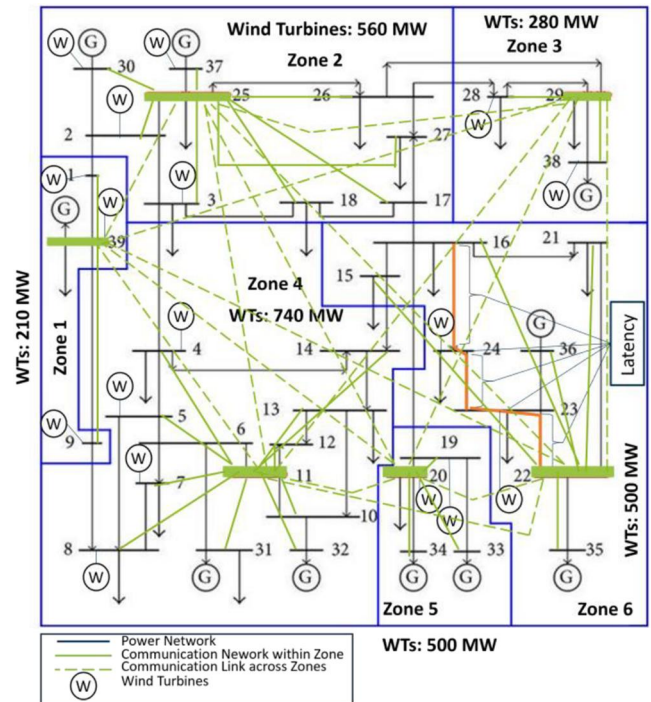 Wind Turbines: 560 MW
Zone 2
WTs: 280 MW
Zone 3
W
G
30
W
G
37
25
26
28
29
W
2
W
27
38
W
G
W
1
G
W
39
W
3
18
17
WTs: 210 MW
Zone 1
Zone 4
WTs: 740 MW
15
16
21
W
4
14
W
24
G
36
Latency
W
5
13
12
23
W
9
6
W
7
11
19
20
22
W
W
W
10
8
W
31
G
32
G
34
G
33
G
35
G
WTs: 500 MW
Zone 5
Zone 6
WTs: 500 MW
Power Network
Communication Nework within Zone
Communication Link across Zones
W
Wind Turbines